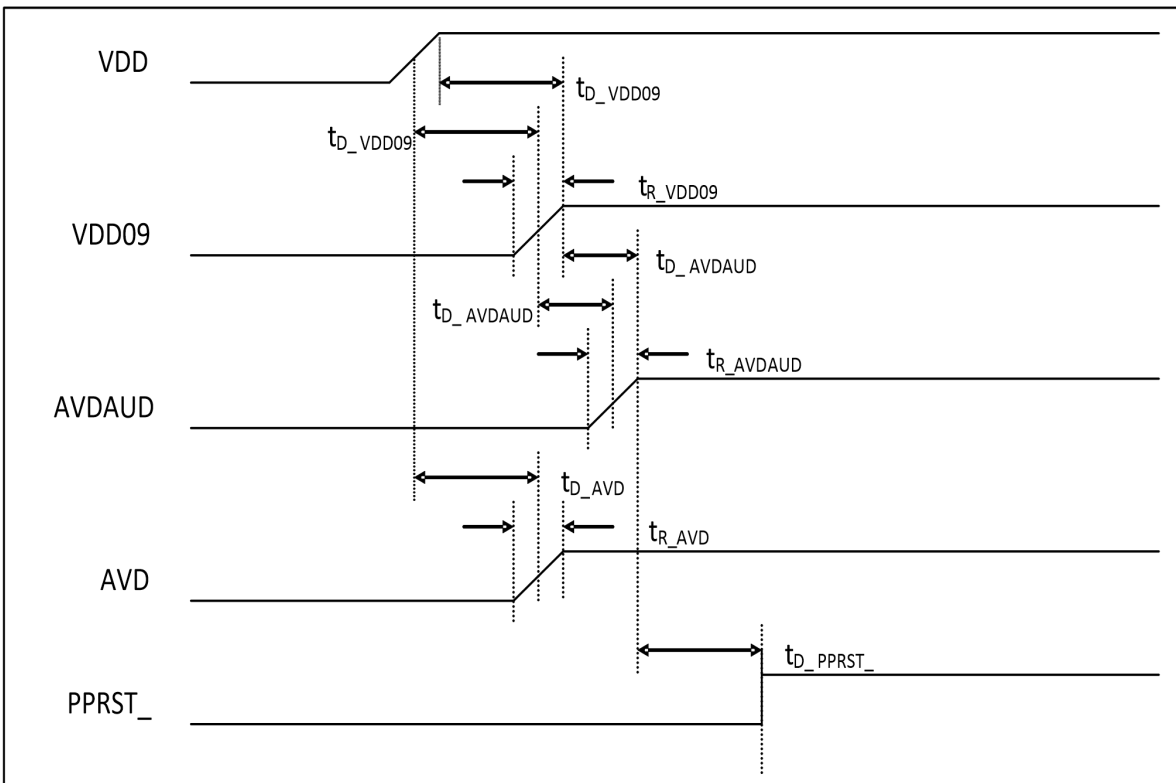 VDD
tD_VDD09
tD_VDD09
tR_VDD09
VDD09
tD_AVDAUD
tD_AVDAUD
tR_AVDAUD
AVDAUD
tD_AVD
tR_AVD
AVD
tD_PPRST_
PPRST_